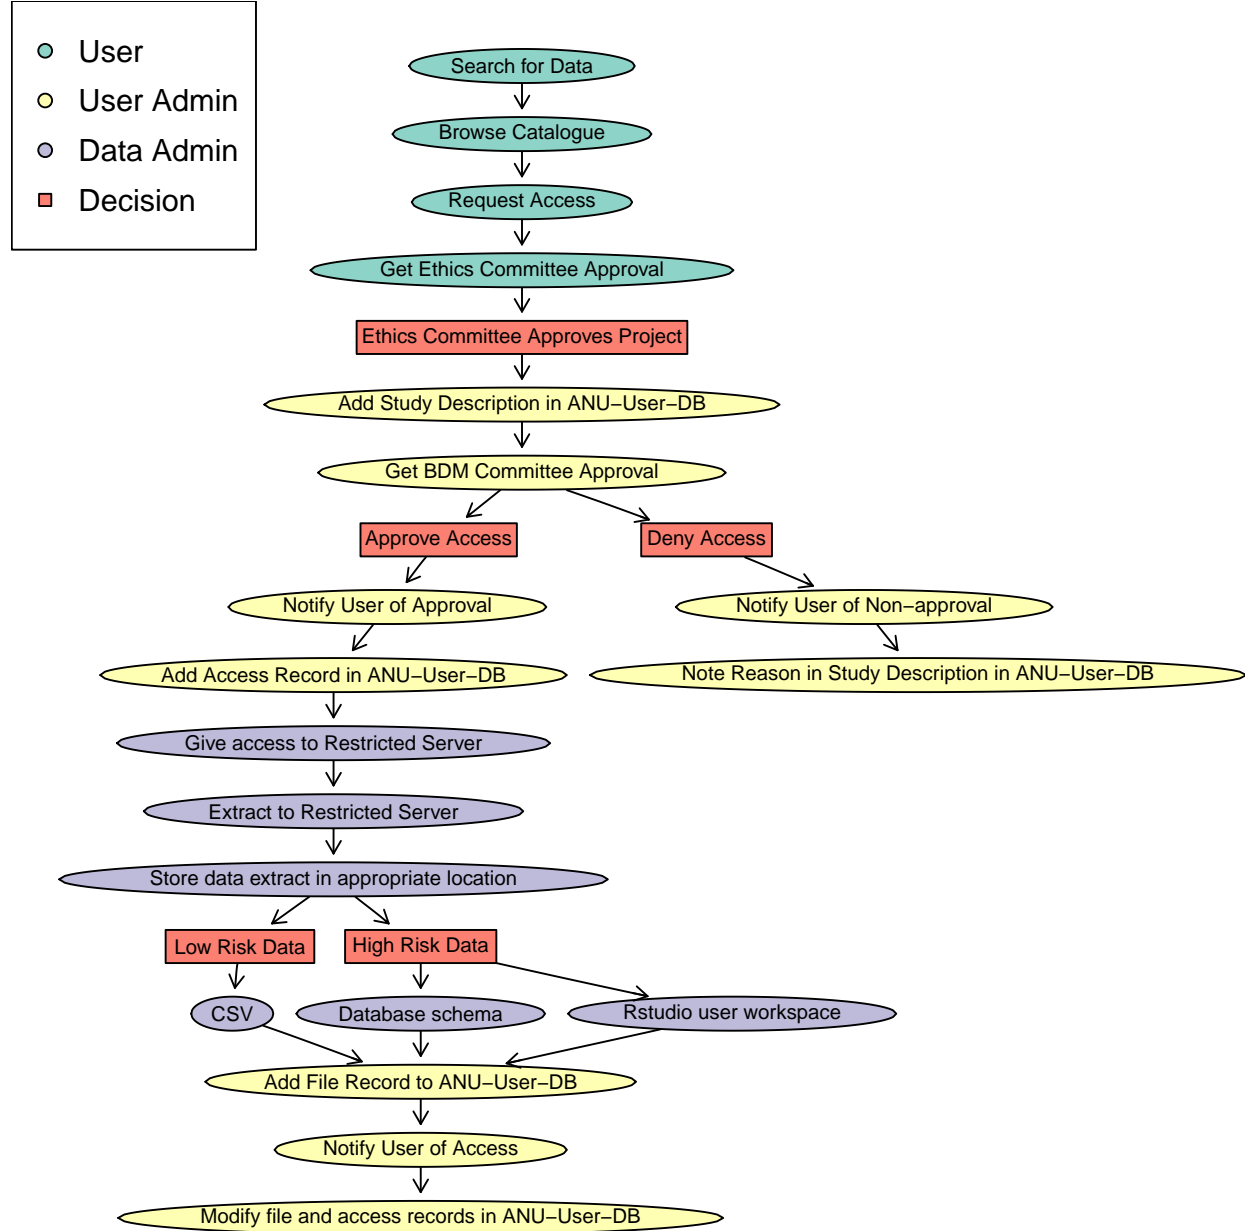 User
User Admin
Data Admin
Decision
Search for Data
Browse Catalogue
Request Access
Get Ethics Committee Approval
Ethics Committee Approves Project
Add Study Description in ANU−User−DB
Get BDM Committee Approval
Approve Access
Deny Access
Notify User of Approval
Notify User of Non−approval
Add Access Record in ANU−User−DB
Note Reason in Study Description in ANU−User−DB
Give access to Restricted Server
Extract to Restricted Server
Store data extract in appropriate location
Low Risk Data
High Risk Data
CSV
Database schema
Rstudio user workspace
Add File Record to ANU−User−DB
Notify User of Access
Modify file and access records in ANU−User−DB